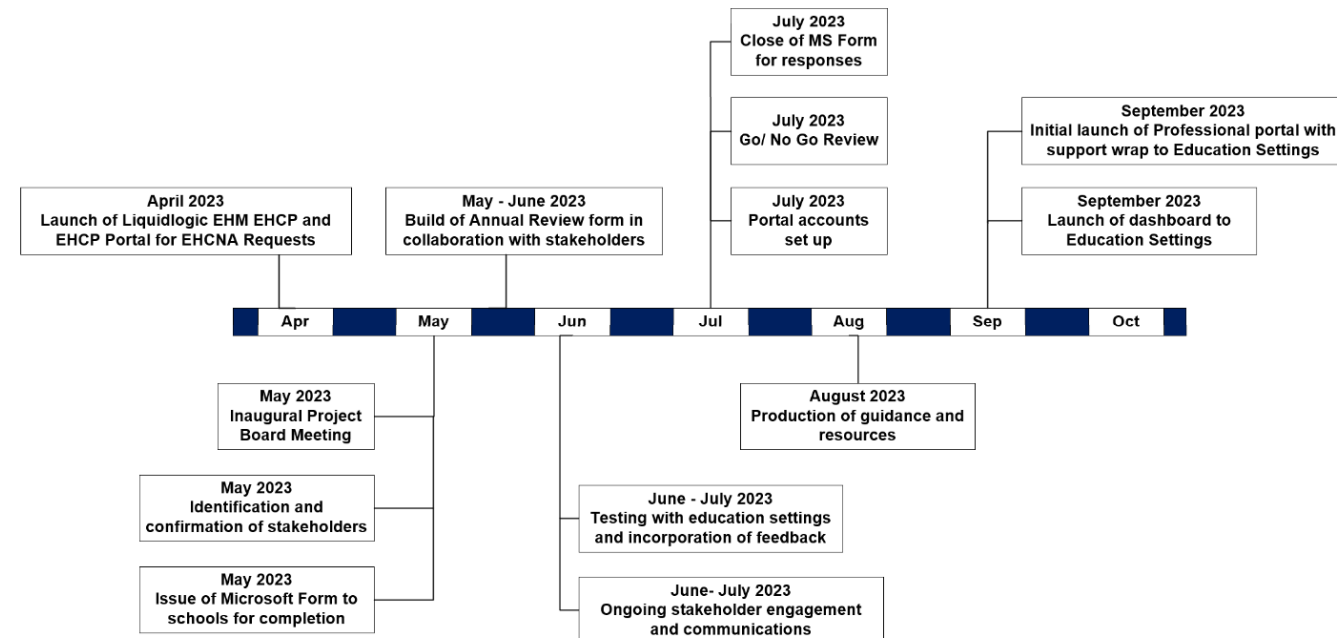 July 2023
Close of MS Form
for responses
July 2023
Go/ No Go Review
September 2023
Initial launch of Professional portal with
support wrap to Education Settings
April 2023
Launch of Liquidlogic EHM EHCP and
EHCP Portal for EHCNA Requests
May - June 2023
Build of Annual Review form in
collaboration with stakeholders
July 2023
Portal accounts
set up
September 2023
Launch of dashboard to
Education Settings
Apr May Jun Jul Aug Sep Oct
May 2023
Inaugural Project
Board Meeting
August 2023
Production of guidance and
resources
May 2023
Identification and
confirmation of stakeholders
June - July 2023
Testing with education settings
and incorporation of feedback
May 2023
Issue of Microsoft Form to
schools for completion
June- July 2023
Ongoing stakeholder engagement
and communications